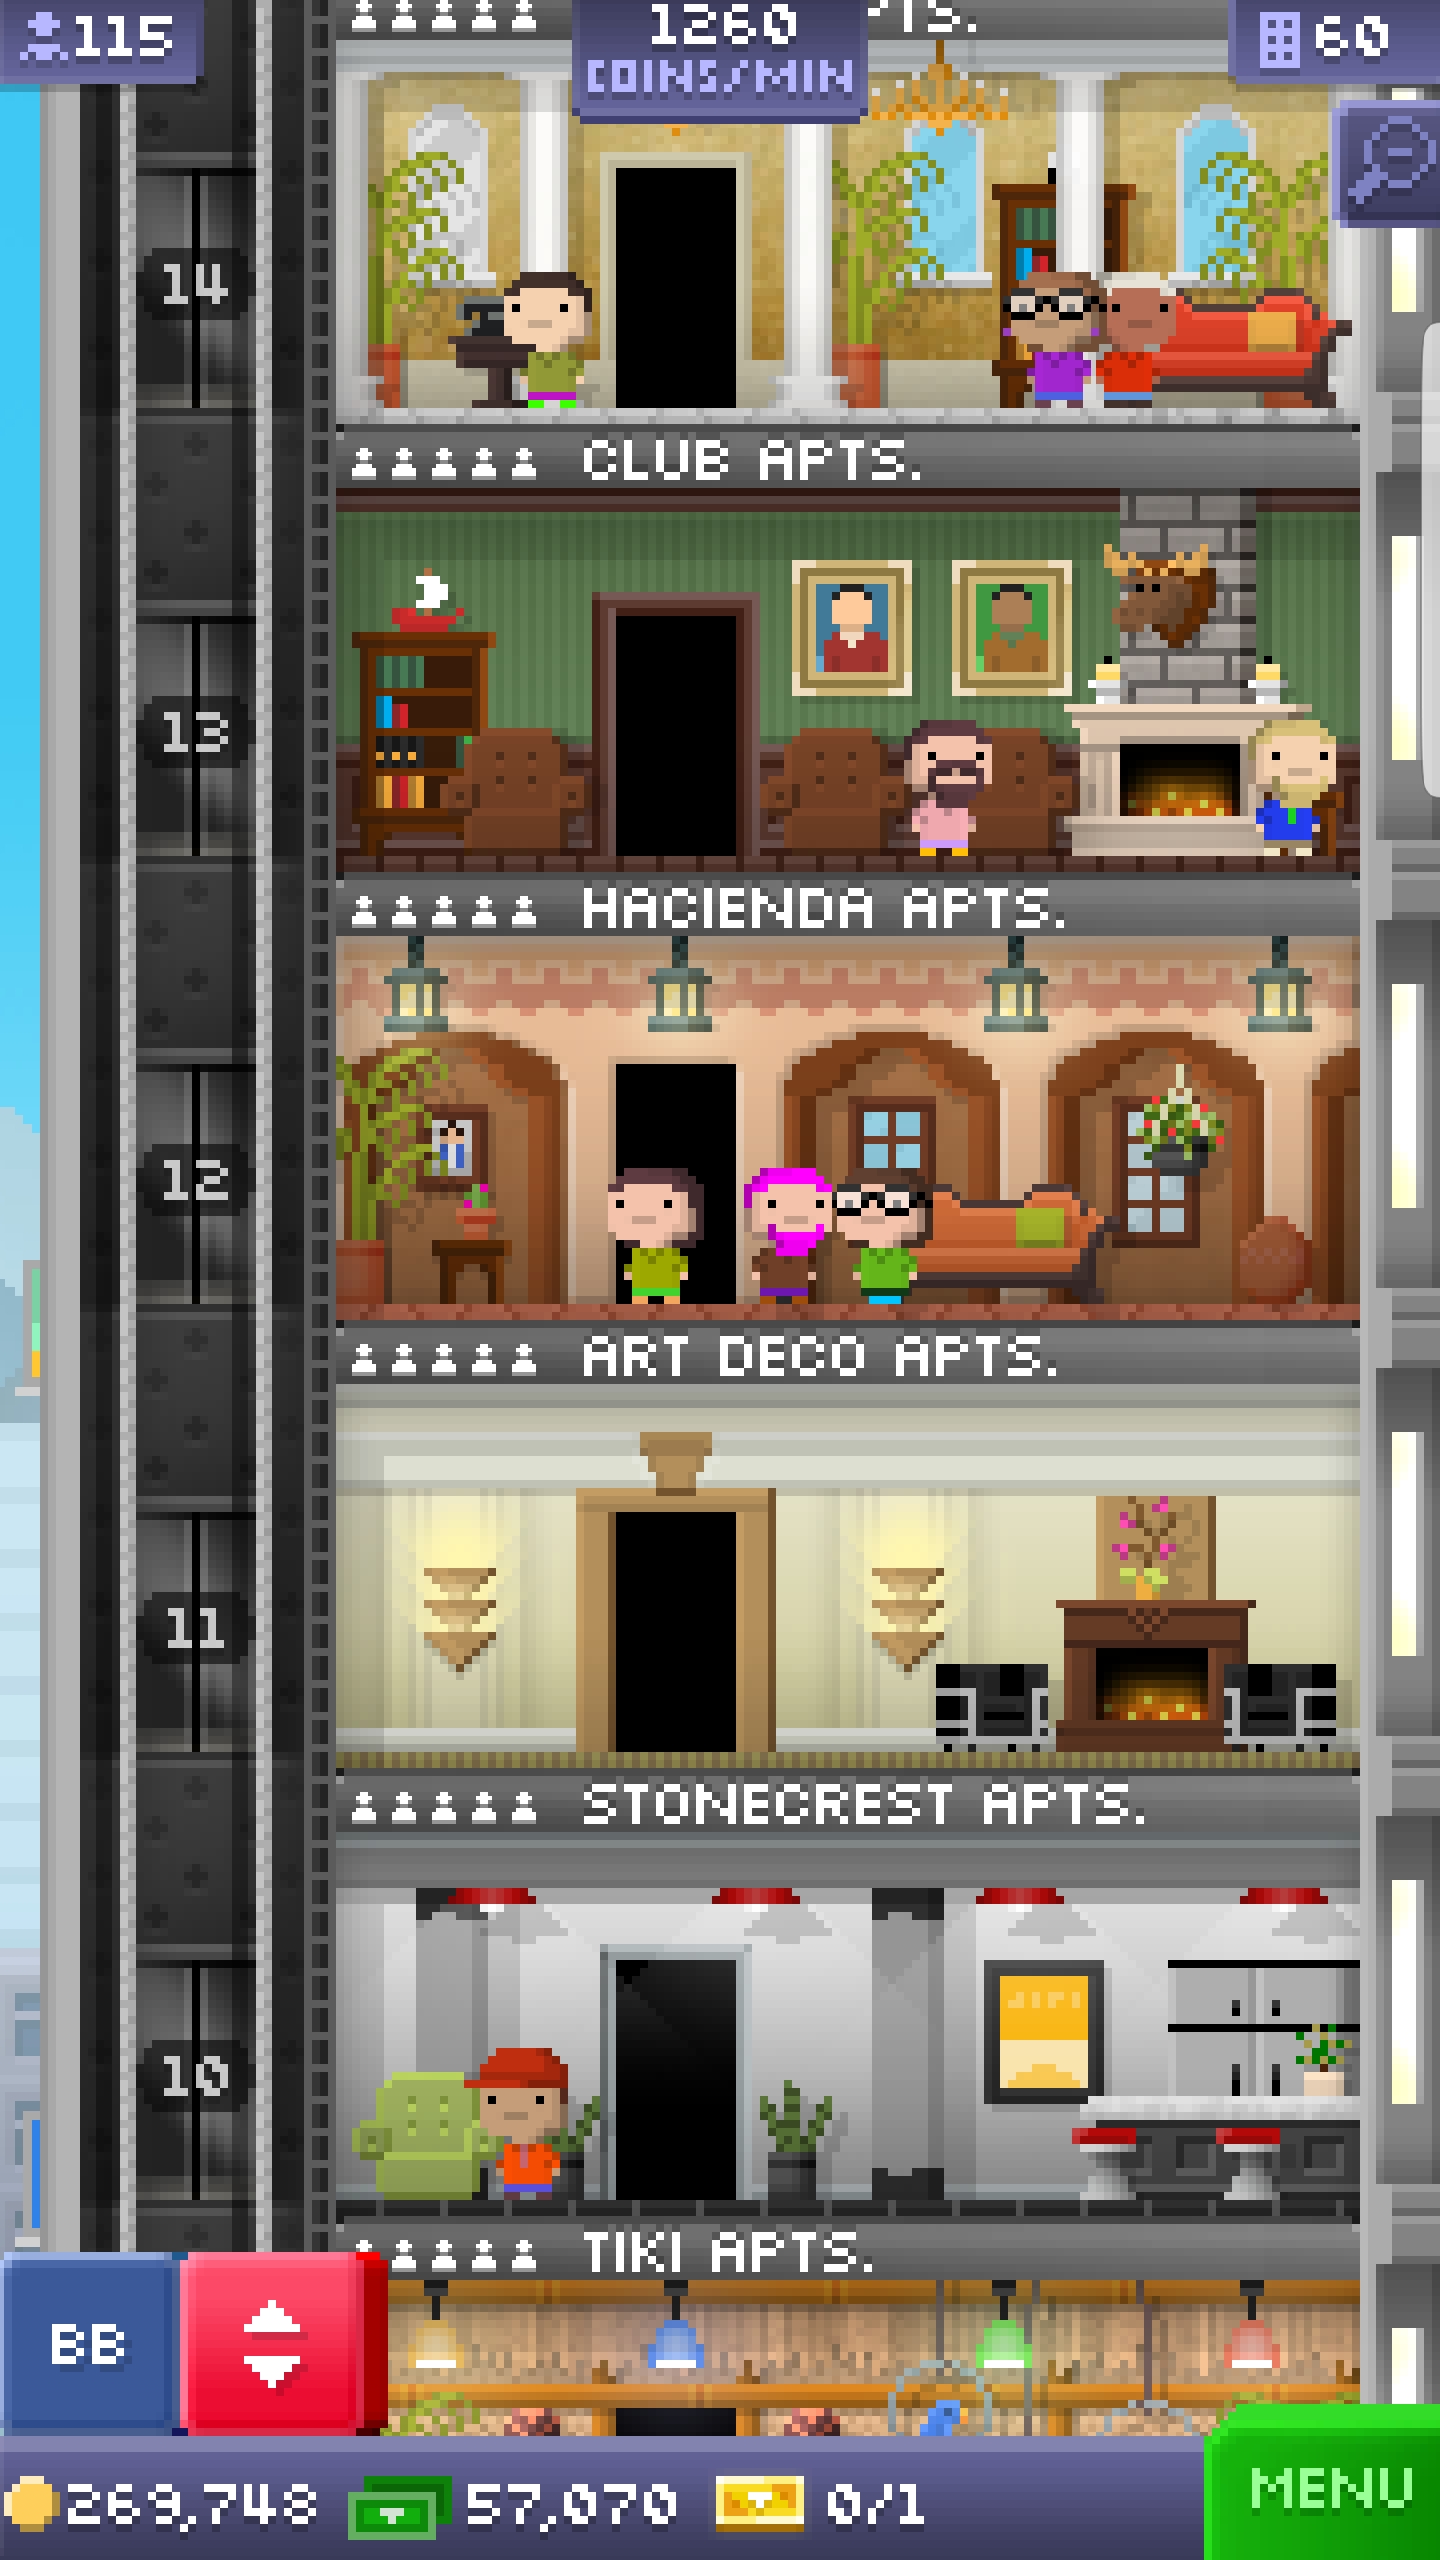 115
1260
COINS/MIN
PTS.
60
14
CLUB APTS.
13
HACIENDA APTS.
12
ART DECO APTS.
11
STONECREST APTS.
10
TIKI APTS.
BB
269,748
57,070
0/1
MENU